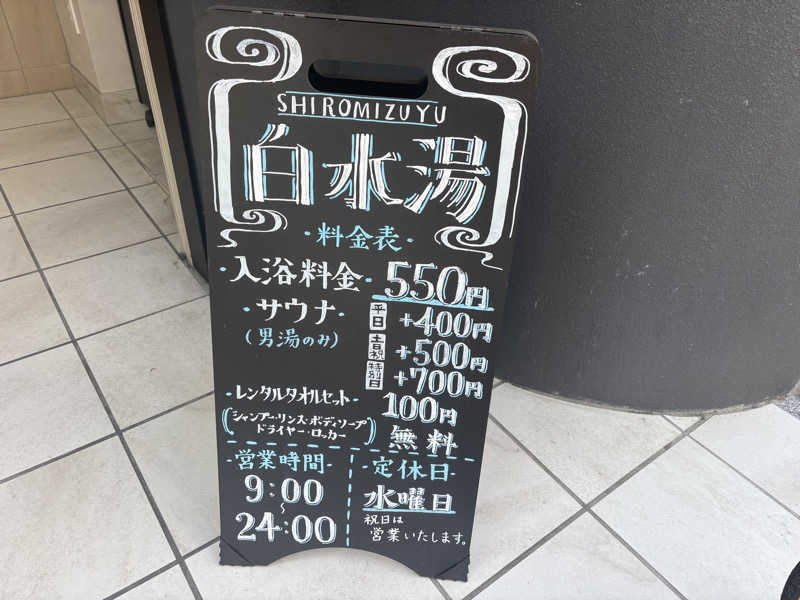 SHIROMIZUYU
白水湯
・料金表・
・入浴料金・ 550円
・サウナ・ 平日 +400円
(男湯のみ) 土日祝 +500円
特別日 +700円
・レンタルタオルセット・ 100円
(シャンプー・リンス・ボディソープ
ドライヤー・ロッカー) 無料
・営業時間・
9:00
〜
24:00
・定休日・
水曜日
祝日は
営業いたします。